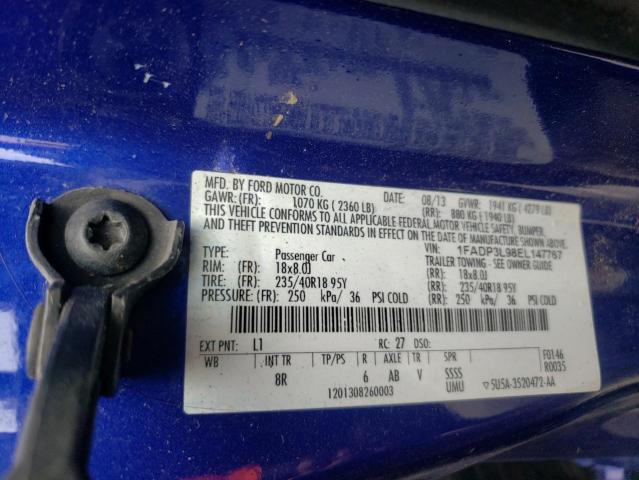 MFD. BY FORD MOTOR CO. DATE: 08/13 GVWR: 1941 KG ( 4279 LB)
GAWR: (FR): 1070 KG ( 2360 LB) (RR): 880 KG ( 1940 LB)
THIS VEHICLE CONFORMS TO ALL APPLICABLE FEDERAL MOTOR VEHICLE SAFETY, BUMPER,
AND THEFT PREVENTION STANDARDS IN EFFECT ON THE DATE OF MANUFACTURE SHOWN ABOVE.
VIN: 1FADP3L98EL147767
TYPE: Passenger Car TRAILER TOWING - SEE OWNER GUIDE
RIM: (FR): 18x8.0J (RR): 18x8.0J
TIRE: (FR): 235/40R18 95Y (RR): 235/40R18 95Y
PRESSURE: (FR) 250 kPa/ 36 PSI COLD (RR) 250 kPa/ 36 PSI COLD
EXT PNT: L1 RC: 27 DSO:
WB INT TR TP/PS R AXLE TR SPR F0146
R0035
8R 6 AB V SSSS
UMU
1201308260003 ▽5U5A-3520472-AA